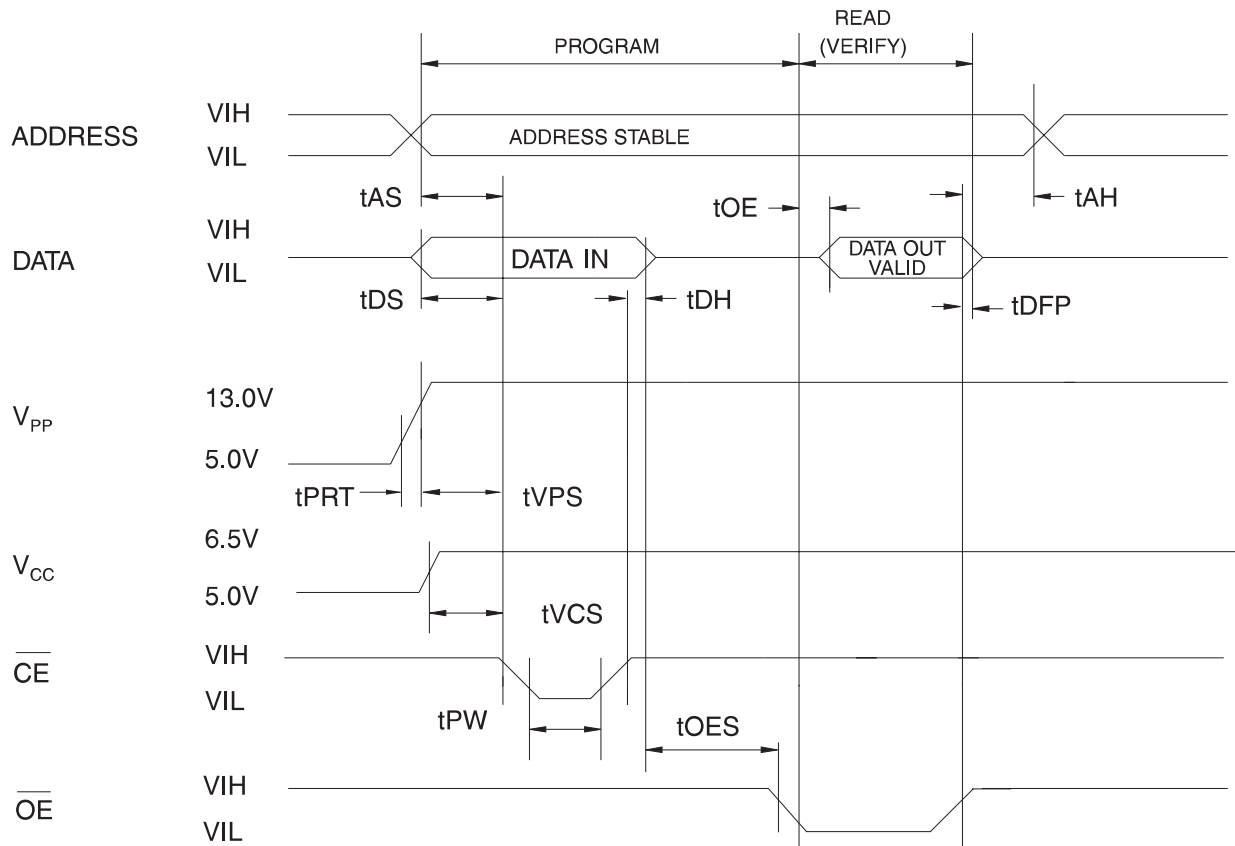 READ
PROGRAM (VERIFY)
ADDRESS VIH
VIL
ADDRESS STABLE
tAS tOE tAH
DATA VIH
VIL
DATA IN
DATA OUT
VALID
tDS tDH tDFP
VPP 13.0V
5.0V
tPRT tVPS
VCC 6.5V
5.0V
tVCS
CE VIH
VIL
tPW tOES
OE VIH
VIL